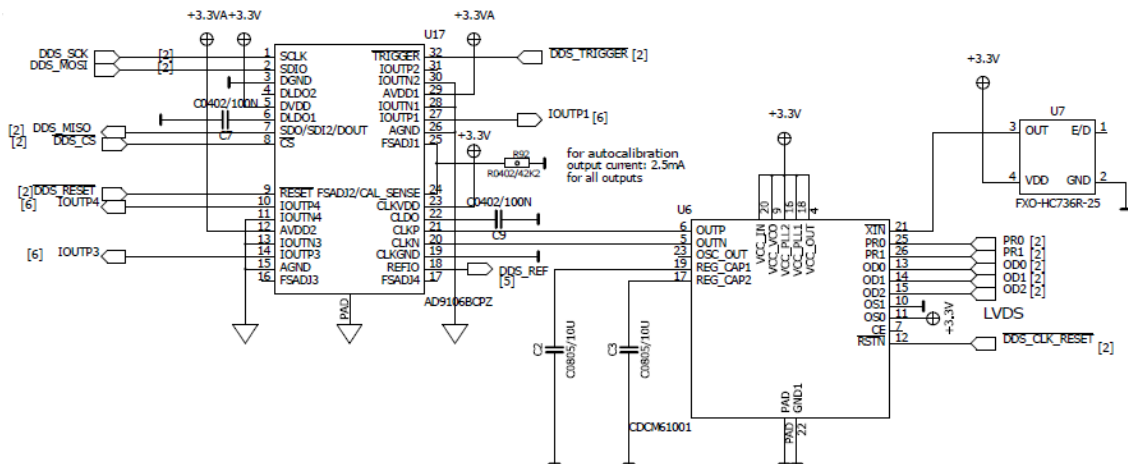 +3.3VA+3.3V
+3.3VA
U17
DDS_SCK [2] 1 SCLK TRIGGER 32 DDS_TRIGGER [2]
DDS_MOSI [2] 2 SDIO IOUTP2 31
3 DGND IOUTN2 30
4 DLDO2 AVDD1 29
C0402/100N 5 DVDD IOUTN1 28
6 DLDO1 IOUTP1 27 IOUTP1 [6]
C7
[2] DDS_MISO 7 SDO/SDI2/DOUT AGND 26
[2] DDS_CS 8 CS FSADJ1 25
+3.3V
R92
R0402/42K2
for autocalibration
output current: 2.5mA
for all outputs
[2] DDS_RESET 9 RESET FSADJ2/CAL_SENSE 24
[6] IOUTP4 10 IOUTP4 CLKVDD 23
C0402/100N
11 IOUTN4 CLDO 22
C9
12 AVDD2 CLKP 21
13 IOUTN3 CLKN 20
[6] IOUTP3 14 IOUTP3 CLKGND 19
15 AGND REFIO 18 DDS_REF
[5]
16 FSADJ3 FSADJ4 17
PAD
AD9106BCPZ
+3.3V
U6
20 9 16 18 4
VCC_IN VCC_VCO VCC_PLL2 VCC_PLL1 VCC_OUT
6 OUTP XIN 21
5 OUTN PR0 25 PR0 [2]
23 OSC_OUT PR1 26 PR1 [2]
19 REG_CAP1 OD0 13 OD0 [2]
17 REG_CAP2 OD1 14 OD1 [2]
OD2 15 OD2 [2]
OS1 10
LVDS
OS0 11
+3.3V
CE 7
RSTN 12 DDS_CLK_RESET [2]
C2
C0805/10U
C3
C0805/10U
PAD GND1
PAD 22
CDCM61001
+3.3V
U7
3 OUT E/D 1
4 VDD GND 2
FXO-HC736R-25